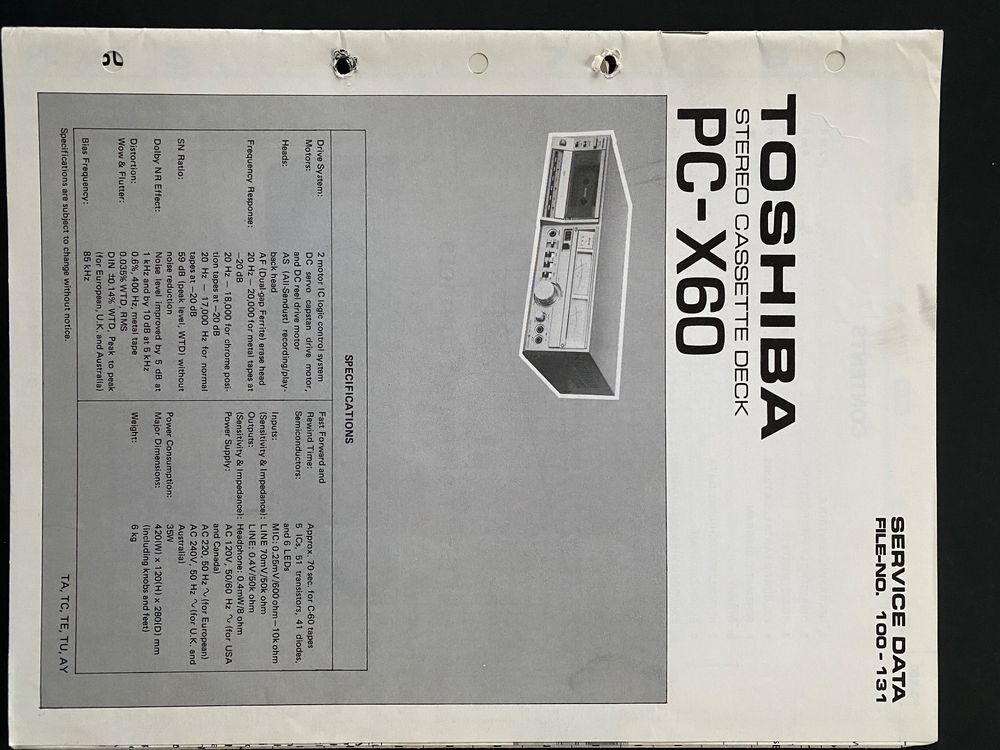 SERVICE DATA
FILE-NO. 100-131
TOSHIBA
STEREO CASSETTE DECK
PC-X60
SPECIFICATIONS
Drive System: 2 motor IC logic control system
Motors: DC servo capstan drive motor,
and DC reel drive motor
Heads: AS (All-Sendust) recording/play-
back head
AF (Dual-gap Ferrite) erase head
Frequency Response: 20 Hz — 20,000 for metal tapes at
−20 dB
20 Hz — 18,000 for chrome posi-
tion tapes at −20 dB
20 Hz — 17,000 Hz for normal
tapes at −20 dB
SN Ratio: 59 dB (peak level, WTD) without
noise reduction
Dolby NR Effect: Noise level improved by 5 dB at
1 kHz and by 10 dB at 5 kHz
Distortion: 0.6%, 400 Hz, metal tape
Wow & Flutter: 0.035% WTD, RMS
DIN ±0.14% WTD, Peak to peak
(for European, U.K. and Australia)
Bias Frequency: 85 kHz
Fast Forward and
Rewind Time: Approx. 70 sec. for C-60 tapes
Semiconductors: 5 ICs, 51 transistors, 41 diodes,
and 6 LEDs
Inputs: MIC: 0.25mV/600 ohm—10k ohm
(Sensitivity & Impedance): LINE 70mV/50k ohm
Outputs: LINE: 0.4V/50k ohm
(Sensitivity & Impedance): Headphone: 0.4mW/8 ohm
Power Supply: AC 120V, 50/60 Hz ∿ (for USA
and Canada)
AC 220, 50 Hz ∿ (for European)
AC 240V, 50 Hz ∿ (for U.K. and
Australia)
Power Consumption: 35W
Major Dimensions: 420(W) x 120(H) x 280(D) mm
(including knobs and feet)
Weight: 6 kg
Specifications are subject to change without notice.
TA, TC, TE, TU, AY